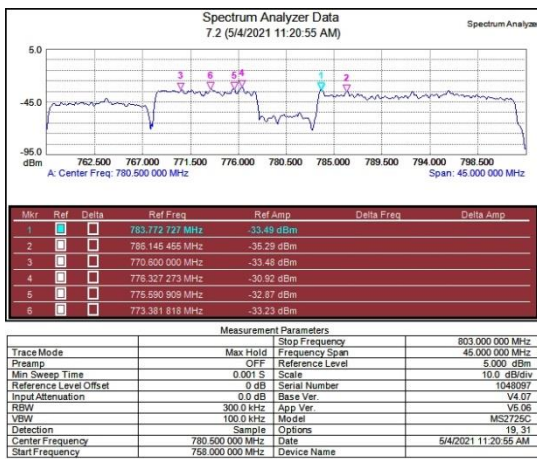 Spectrum Analyzer Data
7.2 (5/4/2021 11:20:55 AM)
Spectrum Analyze
5.0
-45.0
-95.0
3 6 5 4 1 2
dBm 762.500 767.000 771.500 776.000 780.500 785.000 789.500 794.000 798.500
A: Center Freq: 780.500 000 MHz Span: 45.000 000 MHz
Mkr Ref Delta Ref Freq Ref Amp Delta Freq Delta Amp
1 783.772 727 MHz -33.49 dBm
2 786.145 455 MHz -35.29 dBm
3 770.600 000 MHz -33.48 dBm
4 776.327 273 MHz -30.92 dBm
5 775.590 909 MHz -32.87 dBm
6 773.381 818 MHz -33.23 dBm
Measurement Parameters
Stop Frequency 803.000 000 MHz
Trace Mode Max Hold Frequency Span 45.000 000 MHz
Preamp OFF Reference Level 5.000 dBm
Min Sweep Time 0.001 S Scale 10.0 dB/div
Reference Level Offset 0 dB Serial Number 1048097
Input Attenuation 0.0 dB Base Ver. V4.07
RBW 300.0 kHz App Ver. V5.06
VBW 100.0 kHz Model MS2725C
Detection Sample Options 19, 31
Center Frequency 780.500 000 MHz Date 5/4/2021 11:20:55 AM
Start Frequency 758.000 000 MHz Device Name